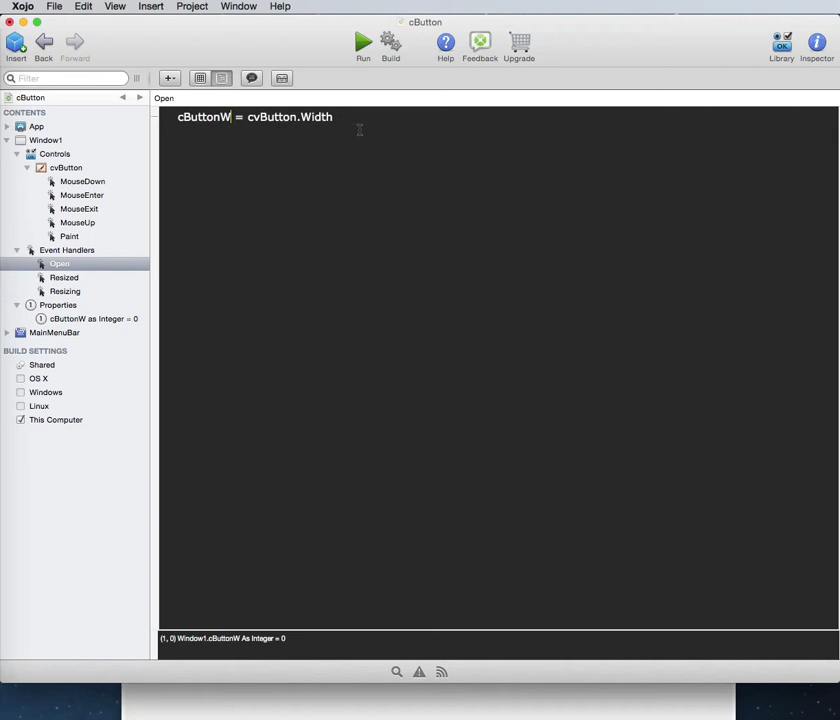 Xojo File Edit View Insert Project Window Help
cButton
Insert Back Forward Run Build Help Feedback Upgrade Library Inspector
OK
Filter
cButton
Open
CONTENTS
App
Window1
Controls
cvButton
MouseDown
MouseEnter
MouseExit
MouseUp
Paint
Event Handlers
Open
Resized
Resizing
Properties
cButtonW as Integer = 0
MainMenuBar
BUILD SETTINGS
Shared
OS X
Windows
Linux
This Computer
cButtonW = cvButton.Width
(1, 0) Window1.cButtonW As Integer = 0